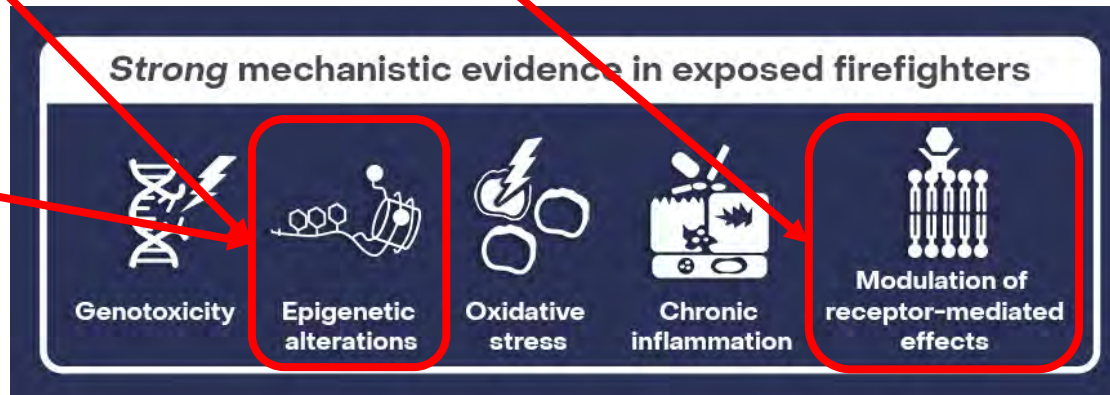 Strong mechanistic evidence in exposed firefighters
Genotoxicity
Epigenetic
alterations
Oxidative
stress
Chronic
inflammation
Modulation of
receptor-mediated
effects